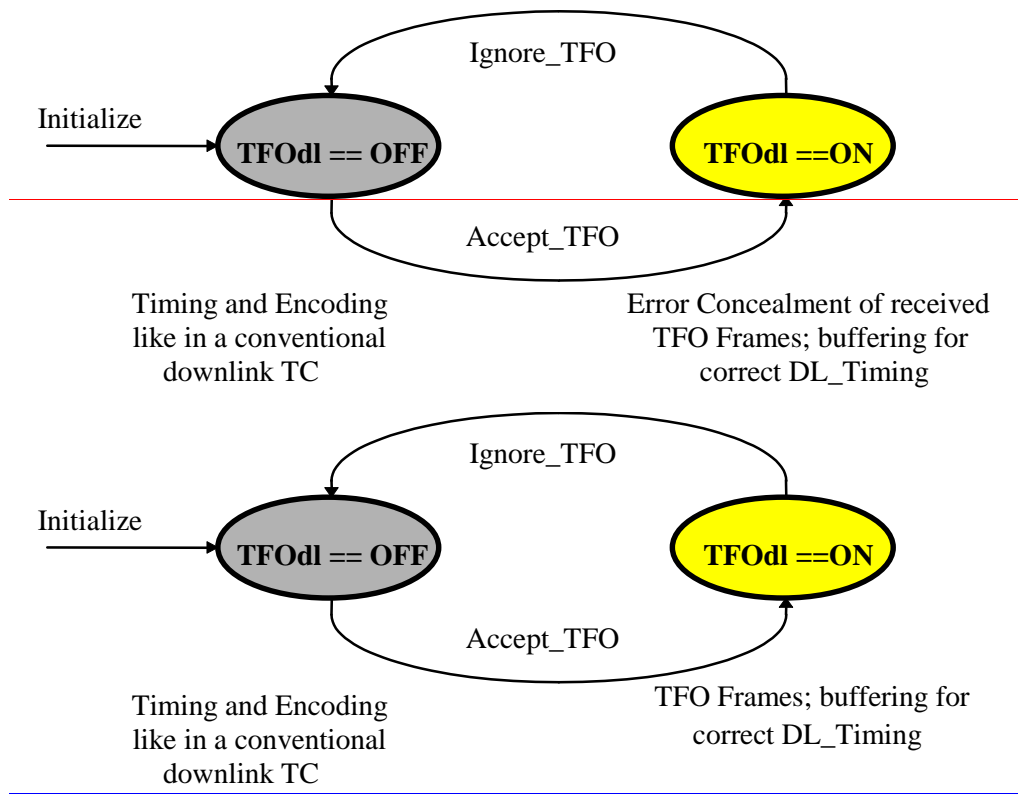 Ignore_TFO
Initialize
TFOdl == OFF
TFOdl ==ON
Accept_TFO
Timing and Encoding
like in a conventional
downlink TC
Error Concealment of received
TFO Frames; buffering for
correct DL_Timing
Ignore_TFO
Initialize
TFOdl == OFF
TFOdl ==ON
Accept_TFO
Timing and Encoding
like in a conventional
downlink TC
TFO Frames; buffering for
correct DL_Timing